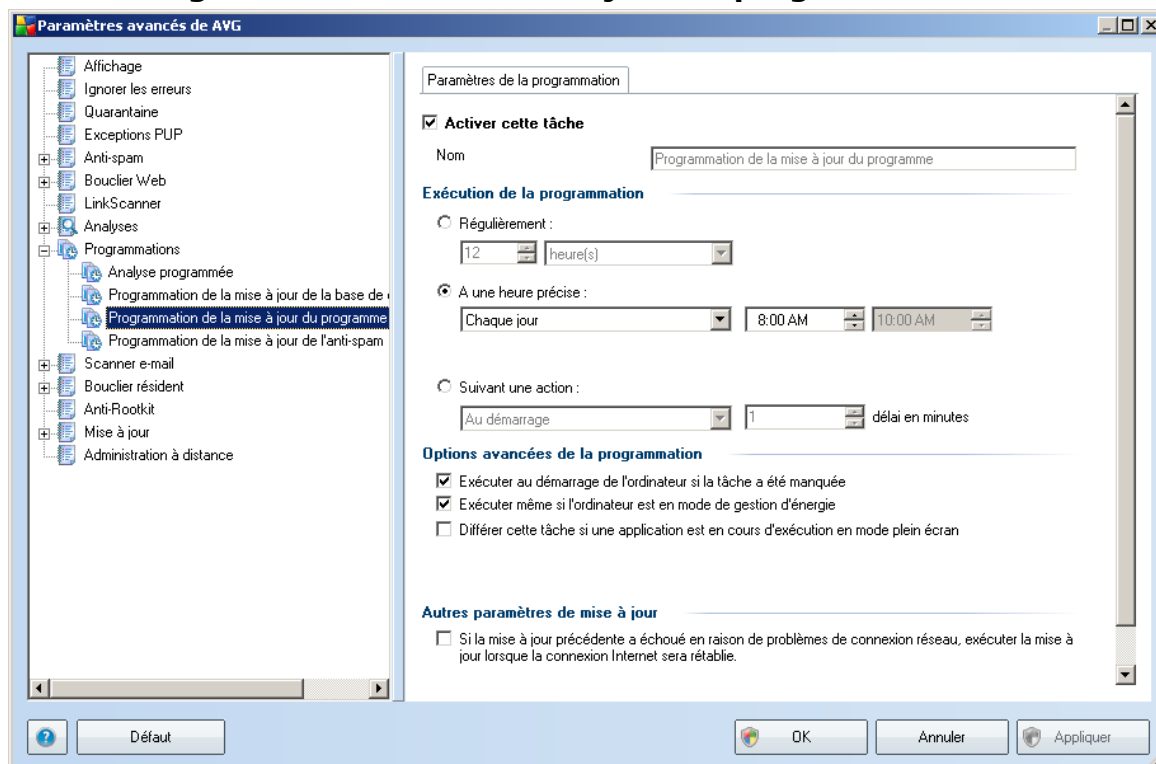 Paramètres avancés de AVG
Affichage
Ignorer les erreurs
Quarantaine
Exceptions PUP
Anti-spam
Bouclier Web
LinkScanner
Analyses
Programmations
Analyse programmée
Programmation de la mise à jour de la base de
Programmation de la mise à jour du programme
Programmation de la mise à jour de l'anti-spam
Scanner e-mail
Bouclier résident
Anti-Rootkit
Mise à jour
Administration à distance
Paramètres de la programmation
Activer cette tâche
Nom Programmation de la mise à jour du programme
Exécution de la programmation
Régulièrement :
12 heure(s)
A une heure précise :
Chaque jour 8:00 AM 10:00 AM
Suivant une action :
Au démarrage 1 délai en minutes
Options avancées de la programmation
Exécuter au démarrage de l'ordinateur si la tâche a été manquée
Exécuter même si l'ordinateur est en mode de gestion d'énergie
Différer cette tâche si une application est en cours d'exécution en mode plein écran
Autres paramètres de mise à jour
Si la mise à jour précédente a échoué en raison de problèmes de connexion réseau, exécuter la mise à
jour lorsque la connexion Internet sera rétablie.
Défaut OK Annuler Appliquer